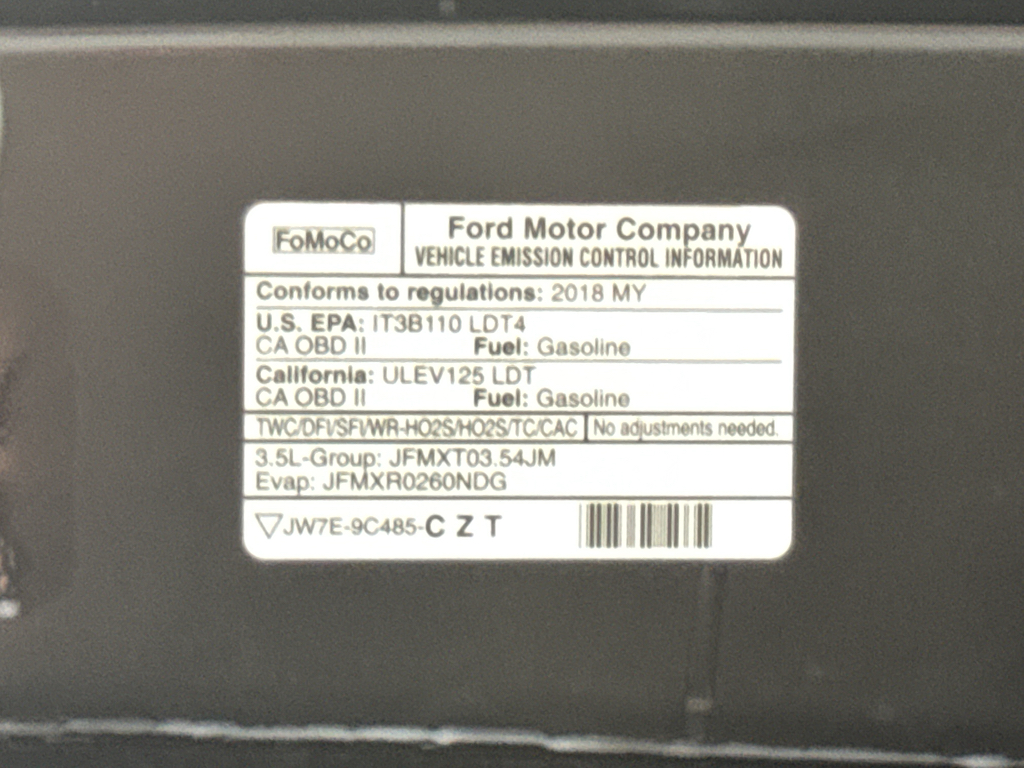 FoMoCo
Ford Motor Company
VEHICLE EMISSION CONTROL INFORMATION
Conforms to regulations: 2018 MY
U.S. EPA: IT3B110 LDT4
CA OBD II Fuel: Gasoline
California: ULEV125 LDT
CA OBD II Fuel: Gasoline
TWC/DFI/SFI/WR-HO2S/HO2S/TC/CAC No adjustments needed.
3.5L-Group: JFMXT03.54JM
Evap: JFMXR0260NDG
▽JW7E-9C485-C Z T